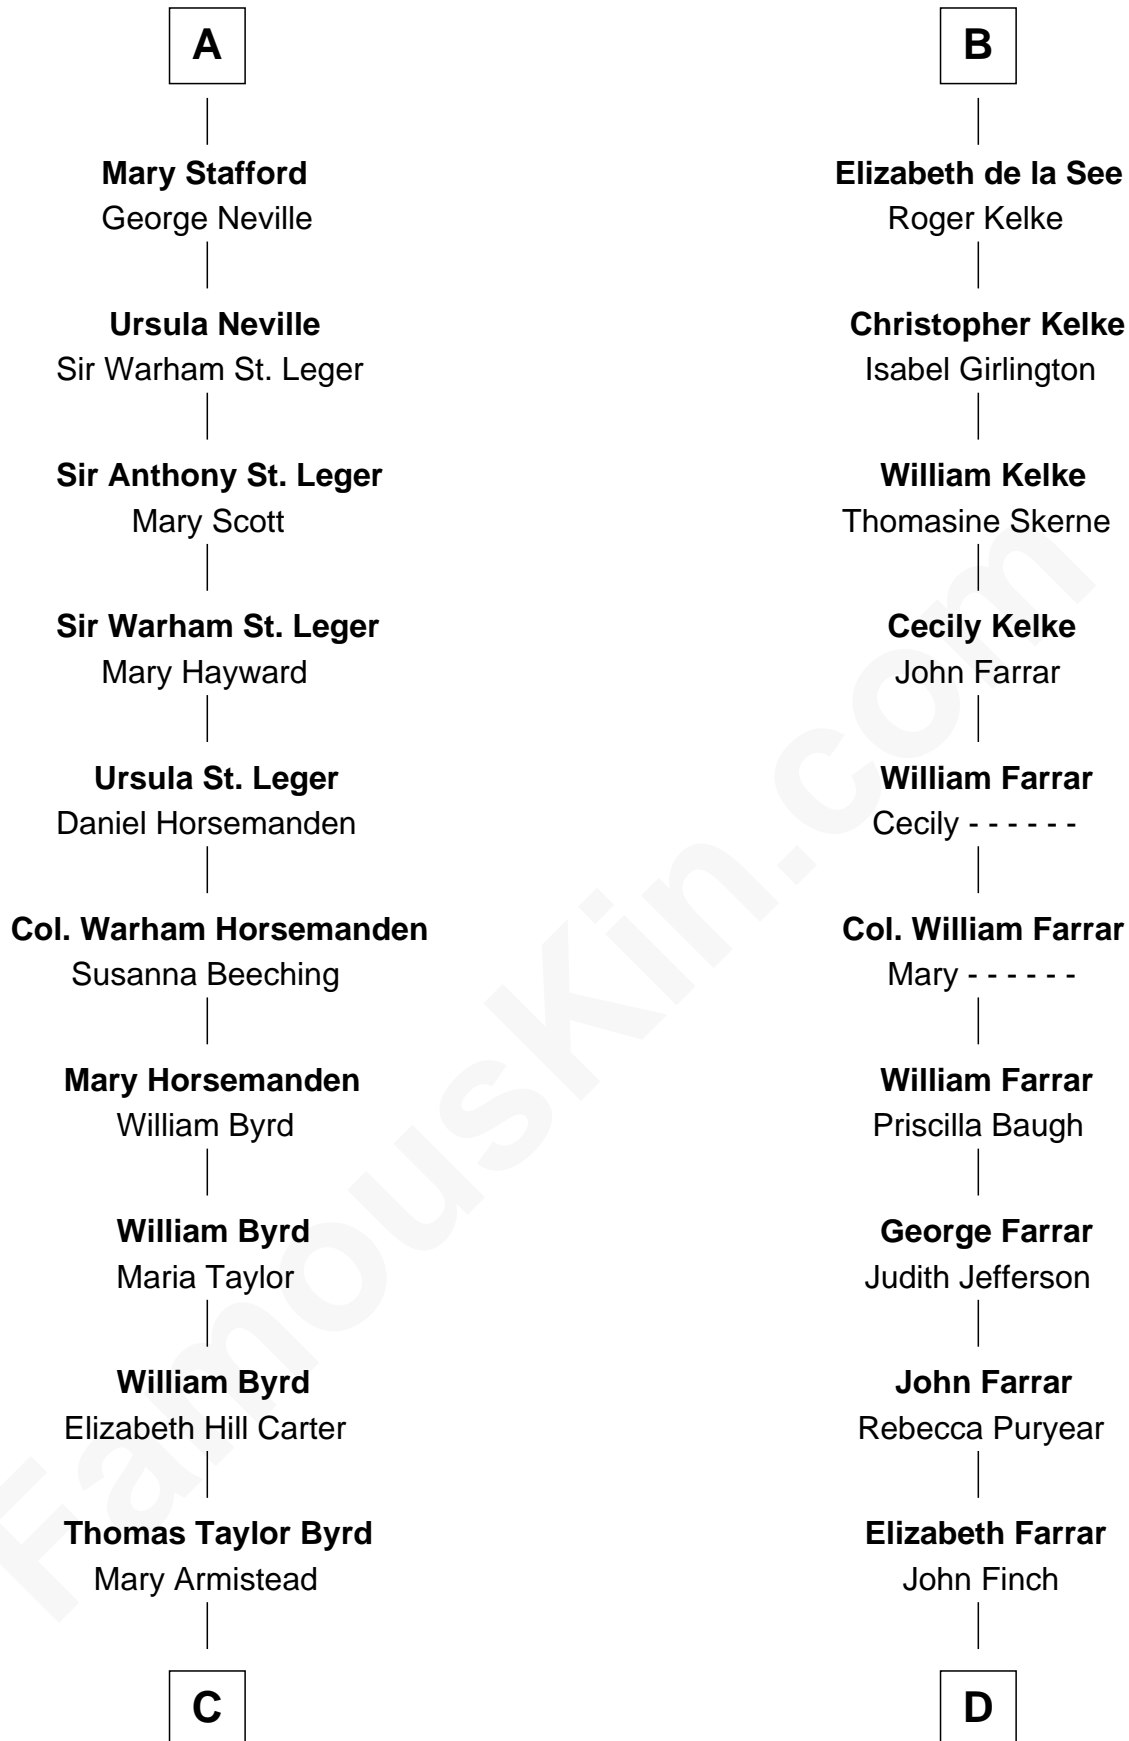 A
Mary Stafford
George Neville
Ursula Neville
Sir Warham St. Leger
Sir Anthony St. Leger
Mary Scott
Sir Warham St. Leger
Mary Hayward
Ursula St. Leger
Daniel Horsemanden
Col. Warham Horsemanden
Susanna Beeching
Mary Horsemanden
William Byrd
William Byrd
Maria Taylor
William Byrd
Elizabeth Hill Carter
Thomas Taylor Byrd
Mary Armistead
C
B
Elizabeth de la See
Roger Kelke
Christopher Kelke
Isabel Girlington
William Kelke
Thomasine Skerne
Cecily Kelke
John Farrar
William Farrar
Cecily - - - - - -
Col. William Farrar
Mary - - - - - -
William Farrar
Priscilla Baugh
George Farrar
Judith Jefferson
John Farrar
Rebecca Puryear
Elizabeth Farrar
John Finch
D
FamousKin.com